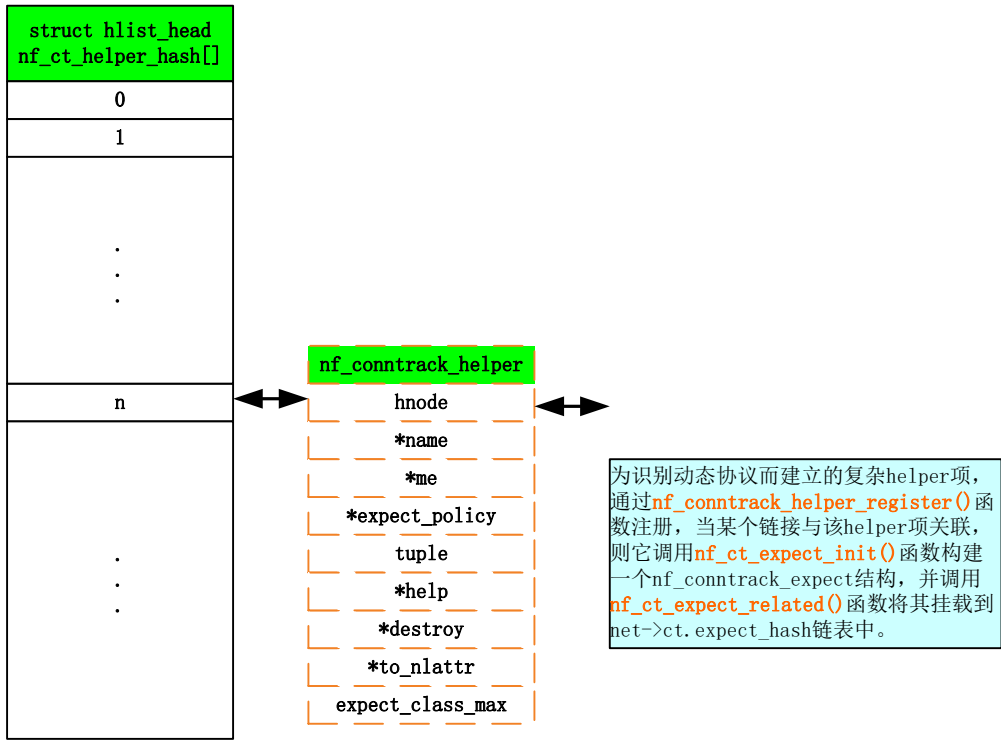 struct hlist_head
nf_ct_helper_hash[]
0
1
.
.
.
n
.
.
.
nf_conntrack_helper
hnode
*name
*me
*expect_policy
tuple
*help
*destroy
*to_nlattr
expect_class_max
为识别动态协议而建立的复杂helper项，
通过nf_conntrack_helper_register()函
数注册，当某个链接与该helper项关联，
则它调用nf_ct_expect_init()函数构建
一个nf_conntrack_expect结构，并调用
nf_ct_expect_related()函数将其挂载到
net->ct.expect_hash链表中。